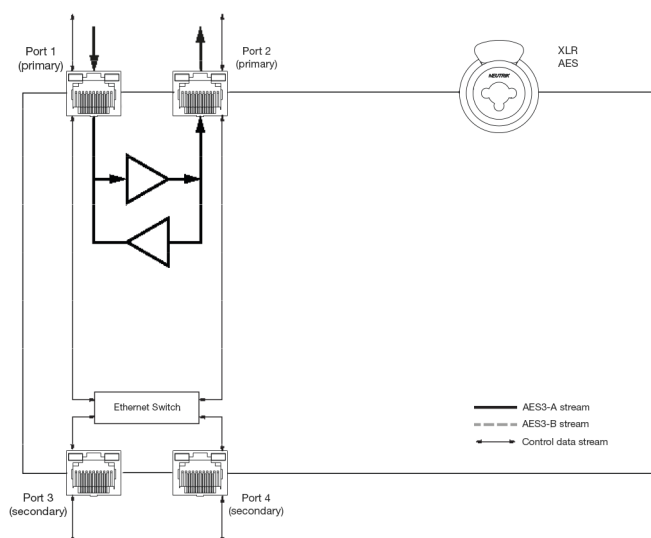 Port 1
(primary)
Port 2
(primary)
XLR
AES
NEUTRIK
Ethernet Switch
AES3-A stream
AES3-B stream
Control data stream
Port 3
(secondary)
Port 4
(secondary)